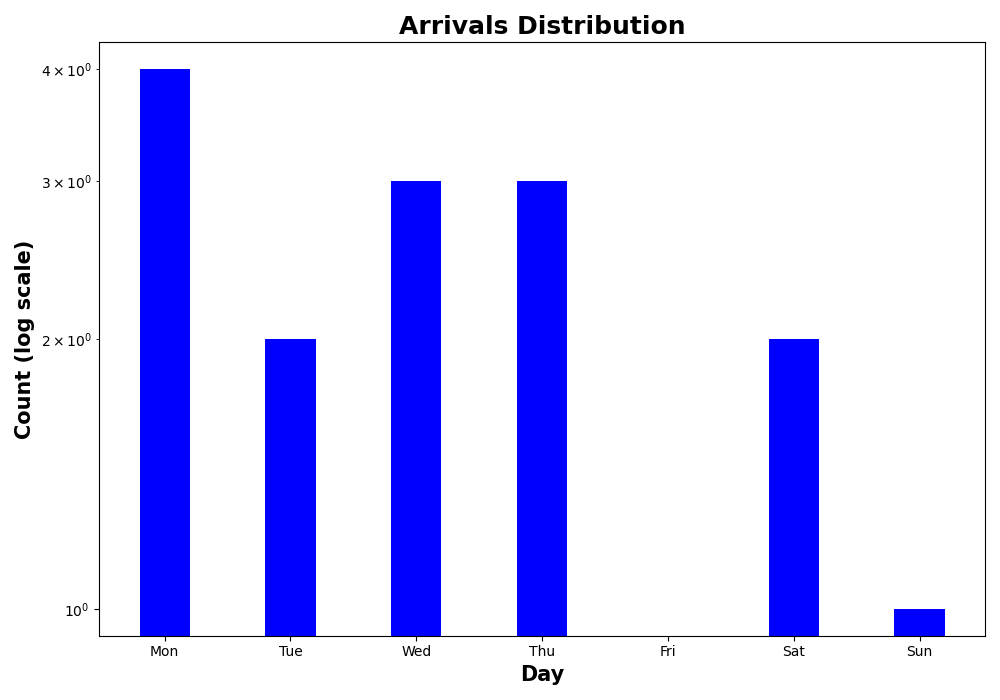 Arrivals Distribution
Count (log scale)
4 × 10⁰
3 × 10⁰
2 × 10⁰
10⁰
Mon Tue Wed Thu Fri Sat Sun
Day